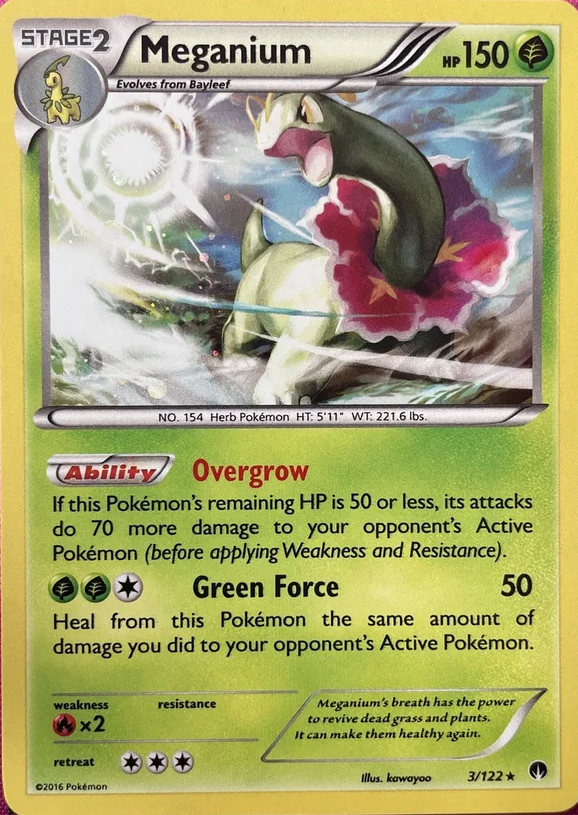 STAGE2
Meganium
HP 150
Evolves from Bayleef
NO. 154 Herb Pokémon HT: 5'11" WT: 221.6 lbs.
Ability Overgrow
If this Pokémon's remaining HP is 50 or less, its attacks
do 70 more damage to your opponent's Active
Pokémon (before applying Weakness and Resistance).
Green Force 50
Heal from this Pokémon the same amount of
damage you did to your opponent's Active Pokémon.
weakness resistance
×2
Meganium's breath has the power
to revive dead grass and plants.
It can make them healthy again.
retreat
©2016 Pokémon
Illus. kawayoo 3/122 ★